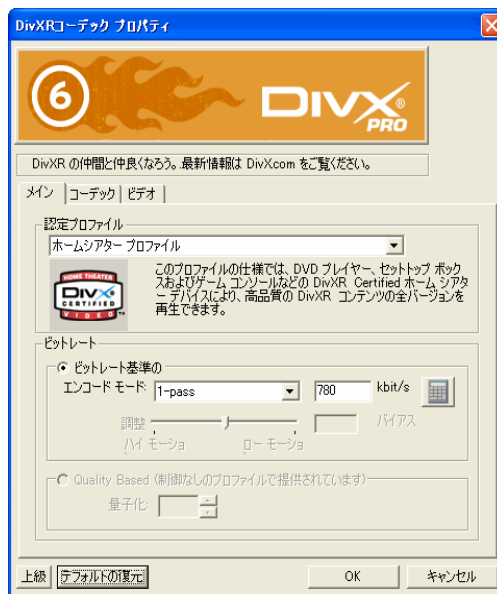 DivXRコーデック プロパティ
6
DIVX®
PRO
DivXR の仲間と仲良くなろう。.最新情報は DivX.com をご覧ください。
メイン コーデック ビデオ
認定プロファイル
ホームシアター プロファイル
HOME THEATER
DIVX
CERTIFIED
VIDEO
このプロファイルの仕様では、DVD プレイヤー、セットトップ ボック
スおよびゲーム コンソールなどの DivXR Certified ホーム シアタ
ー デバイスにより、高品質の DivXR コンテンツの全バージョンを
再生できます。
ビットレート
ビットレート基準の
エンコード モード: 1-pass 780 kbit/s
調整 バイアス
ハイ モーショ ロー モーショ
Quality Based (制御なしのプロファイルで提供されています)
量子化:
上級 デフォルトの復元 OK キャンセル